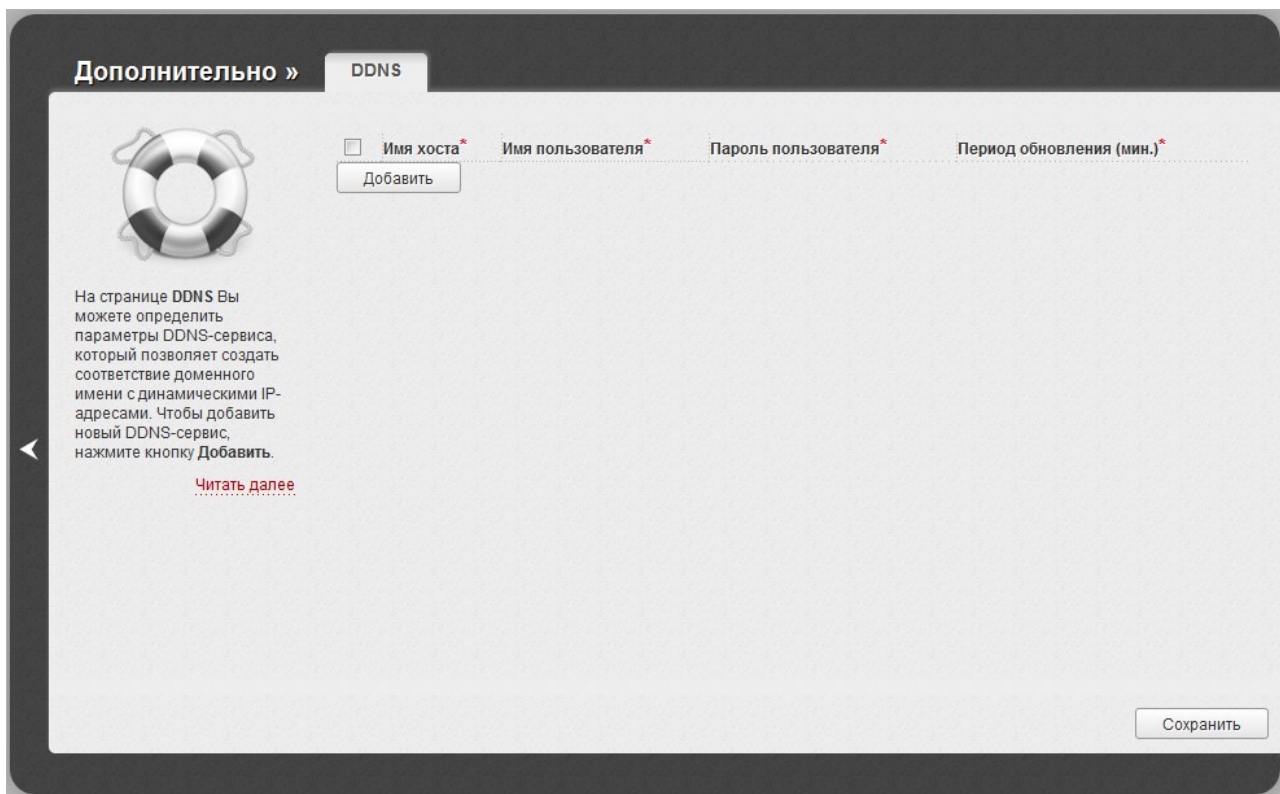 Дополнительно »
DDNS
Имя хоста* Имя пользователя* Пароль пользователя* Период обновления (мин.)*
Добавить
На странице DDNS Вы
можете определить
параметры DDNS-сервиса,
который позволяет создать
соответствие доменного
имени с динамическими IP-
адресами. Чтобы добавить
новый DDNS-сервис,
нажмите кнопку Добавить.
Читать далее
Сохранить